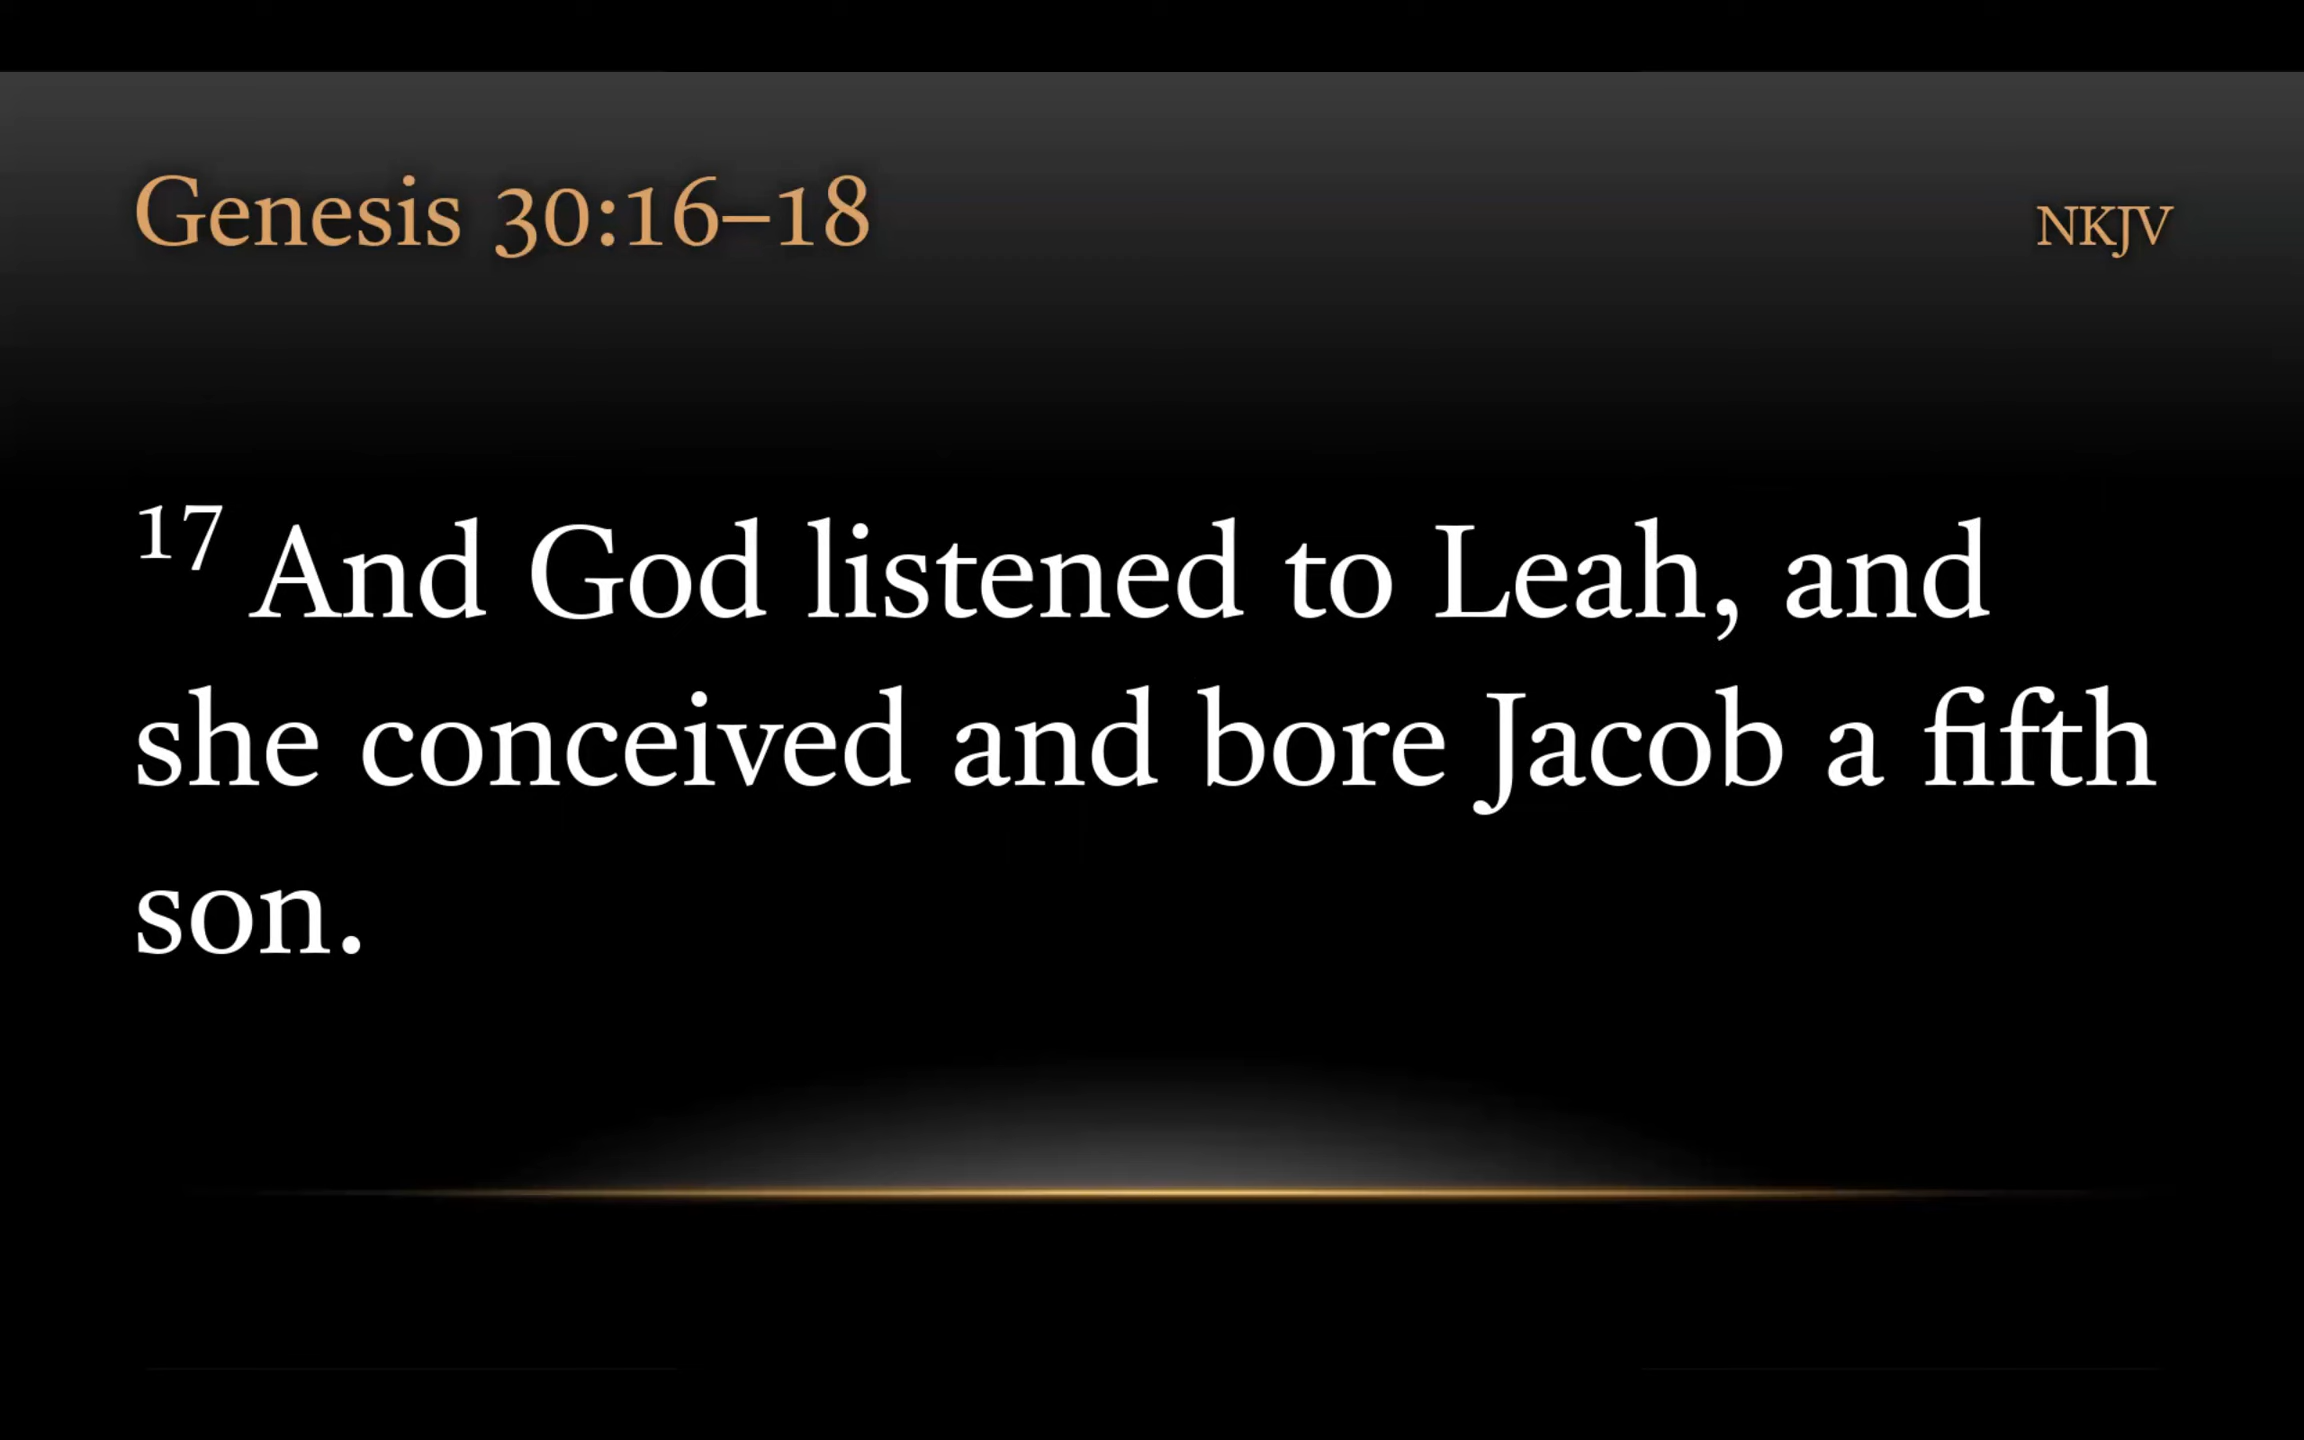 Genesis 30:16–18
NKJV
17 And God listened to Leah, and
she conceived and bore Jacob a fifth
son.